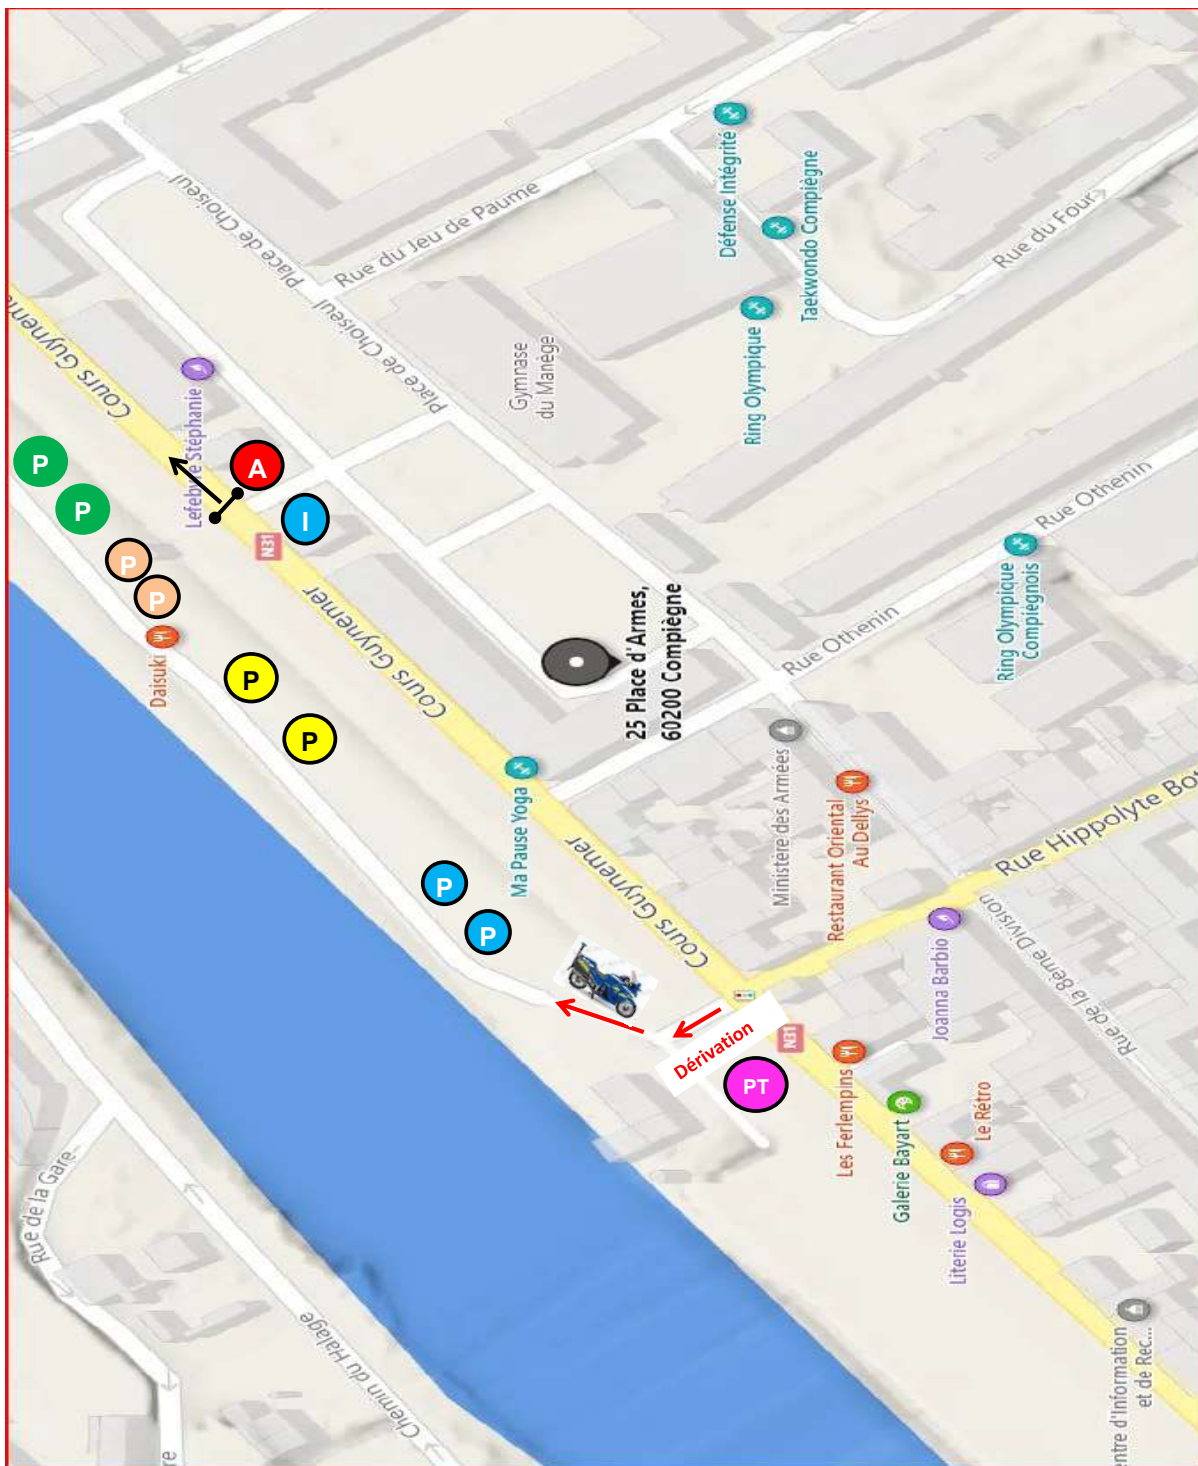 Place de Choiseul
Place de Choiseul
Rue du Jeu de Paume
Défense Intégrité
Taekwondo Compiègne
Rue du Four
Ring Olympique
Gymnase
du Manège
Cours Guyneme
Lefebvre Stéphanie
P
P
A
I
P
P
N31
Daisuki
P
P
Cours Guynemer
25 Place d'Armes,
60200 Compiègne
Rue Othenin
Rue Othenin
Ring Olympique
Compiégnois
Ma Pause Yoga
Ministère des Armées
Restaurant Oriental
Au Dellys
P
P
Cours Guynemer
Rue Hippolyte Bot
Joanna Barbio
Rue de la 8ème Division
Dérivation
N31
PT
Les Ferlempins
Galerie Bayart
Le Rétro
Literie Logis
Rue de la Gare
Chemin du Halage
entre d'Information
et de Rec...
re